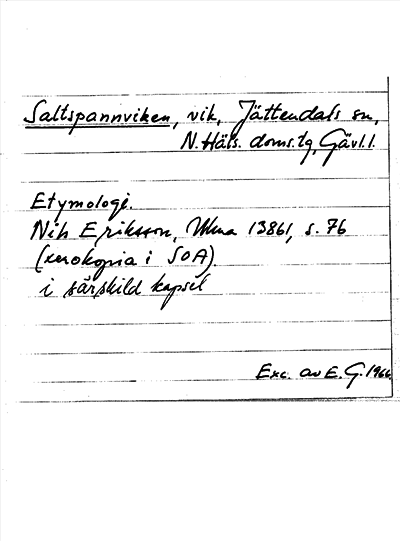 Saltspannviken, vik, Jättendals sn,
N. Häls. doms.tg, Gävl. l.
Etymologi.
Nils Eriksson, Ulma 13861, s. 76
(xerokopia i SOA)
i särskild kapsel
Exc. av E. G. 1966